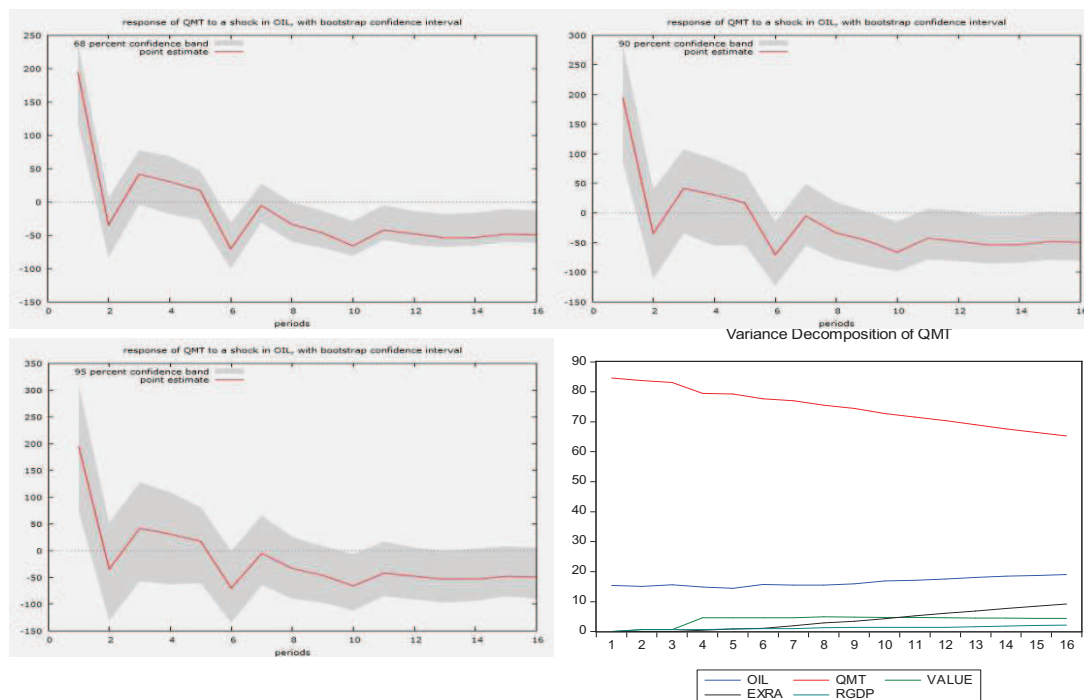 response of QMT to a shock in OIL, with bootstrap confidence interval
68 percent confidence band
point estimate
250
200
150
100
50
0
-50
-100
-150
0 2 4 6 8 10 12 14 16
periods
response of QMT to a shock in OIL, with bootstrap confidence interval
90 percent confidence band
point estimate
300
250
200
150
100
50
0
-50
-100
-150
0 2 4 6 8 10 12 14 16
periods
response of QMT to a shock in OIL, with bootstrap confidence interval
95 percent confidence band
point estimate
350
300
250
200
150
100
50
0
-50
-100
-150
0 2 4 6 8 10 12 14 16
periods
Variance Decomposition of QMT
90
80
70
60
50
40
30
20
10
0
1 2 3 4 5 6 7 8 9 10 11 12 13 14 15 16
OIL QMT VALUE
EXRA RGDP